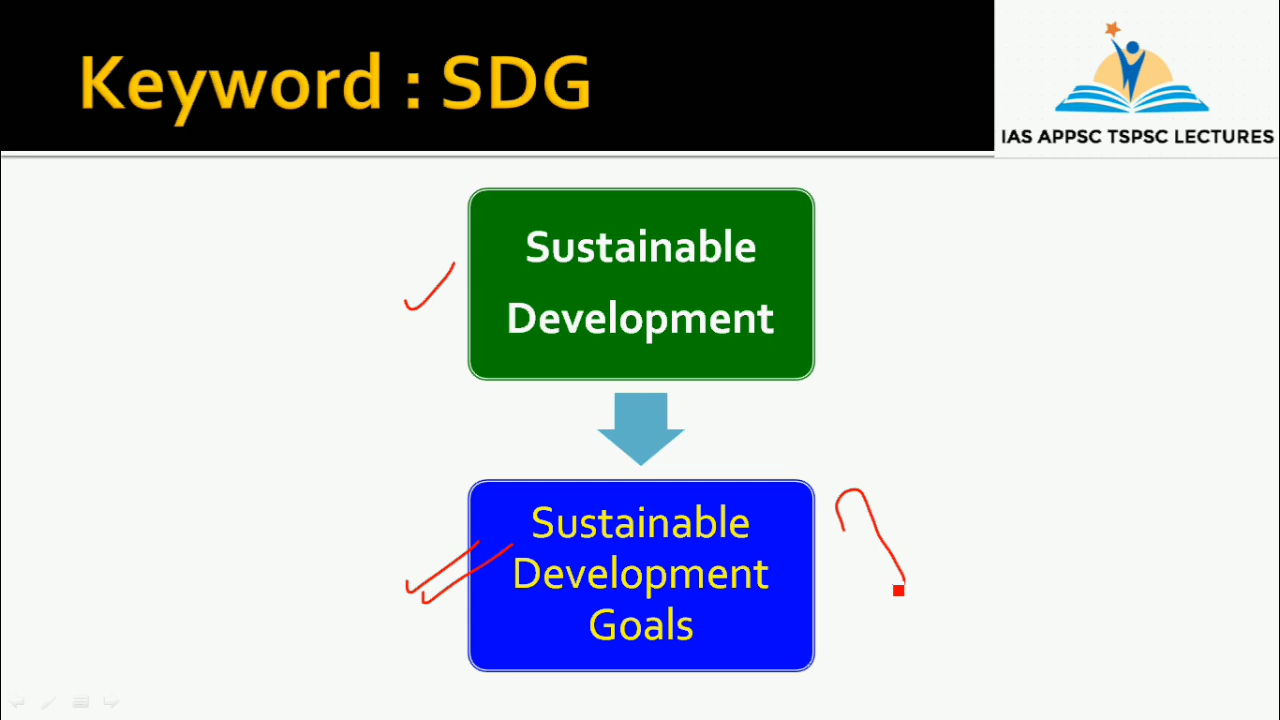 Keyword : SDG
IAS APPSC TSPSC LECTURES
Sustainable
Development
Sustainable
Development
Goals